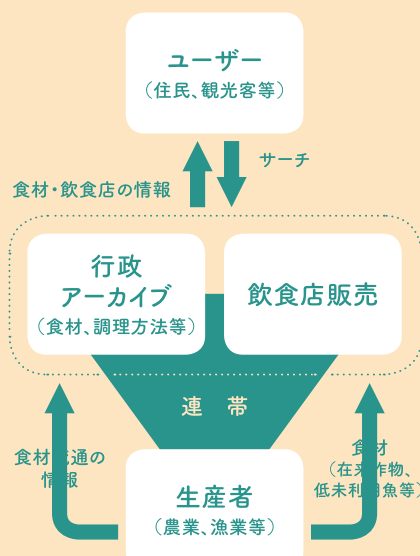 ユーザー
（住民、観光客等）
サーチ
食材・飲食店の情報
行政
アーカイブ
（食材、調理方法等）
飲食店販売
連 帯
食材流通の
情報
食材
（在来作物、
低未利用魚等）
生産者
（農業、漁業等）